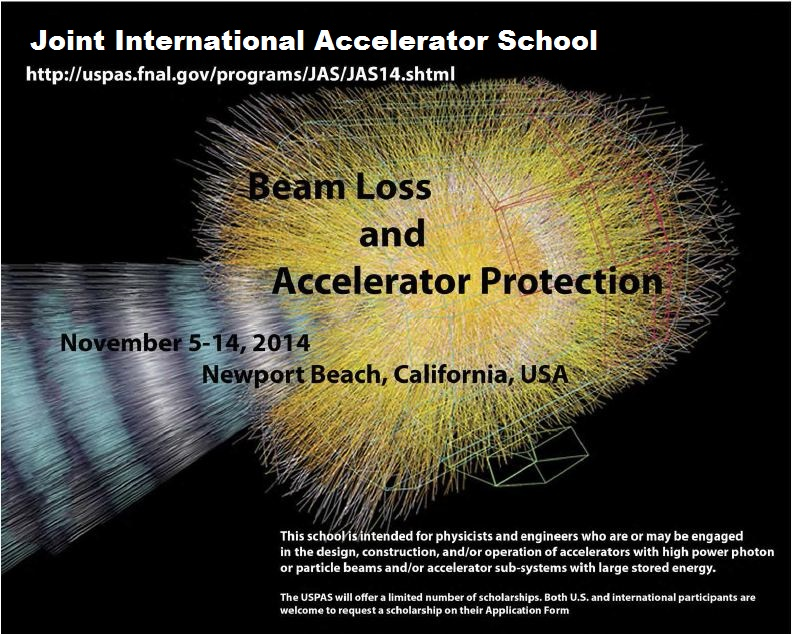 Joint International Accelerator School
http://uspas.fnal.gov/programs/JAS/JAS14.shtml
Beam Loss
and
Accelerator Protection
November 5-14, 2014
Newport Beach, California, USA
This school is intended for physicists and engineers who are or may be engaged
in the design, construction, and/or operation of accelerators with high power photon
or particle beams and/or accelerator sub-systems with large stored energy.
The USPAS will offer a limited number of scholarships. Both U.S. and international participants are
welcome to request a scholarship on their Application Form